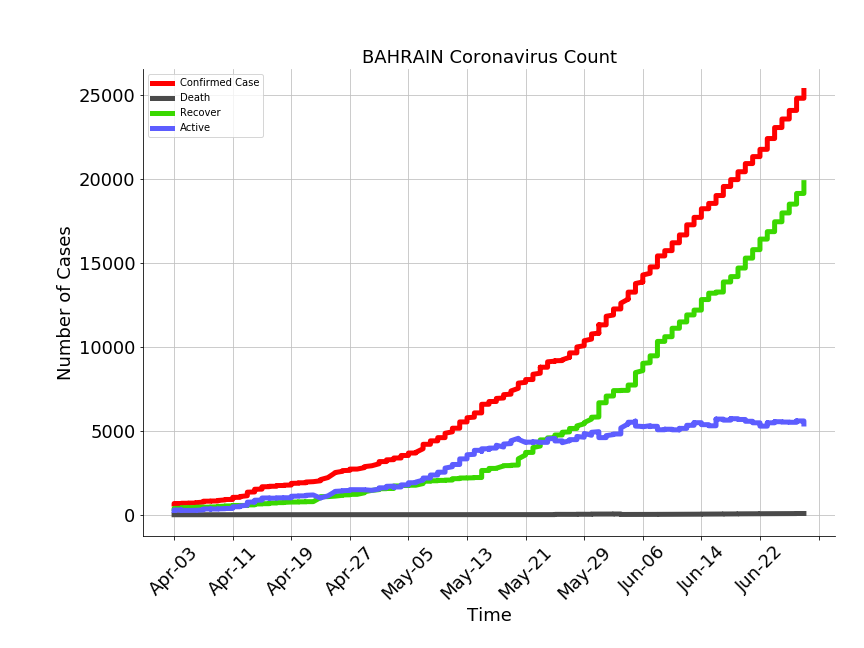 BAHRAIN Coronavirus Count
Confirmed Case
Death
Recover
Active
Number of Cases
25000
20000
15000
10000
5000
0
Apr-03
Apr-11
Apr-19
Apr-27
May-05
May-13
May-21
May-29
Jun-06
Jun-14
Jun-22
Time